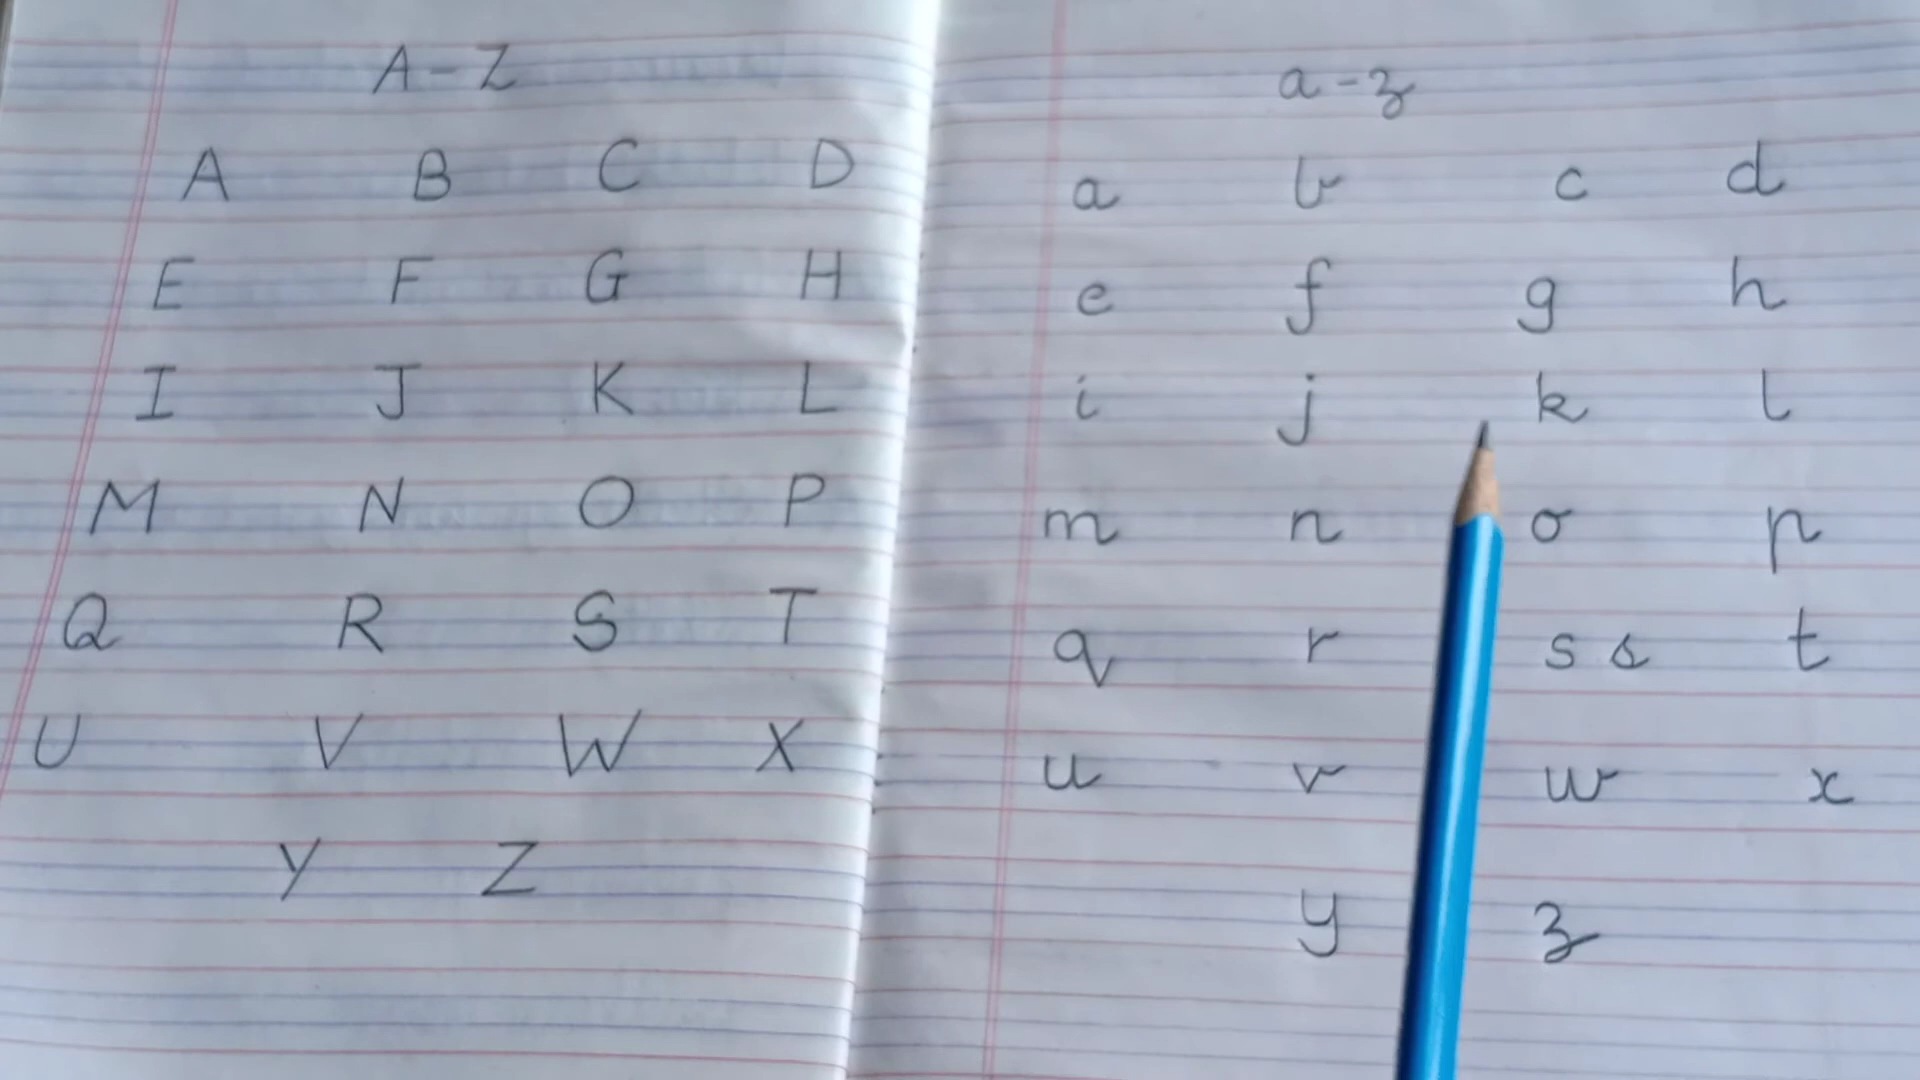 A-Z
A B C D
E F G H
I J K L
M N O P
Q R S T
U V W X
Y Z
a-z
a b c d
e f g h
i j k l
m n o p
q r s s t
u v w x
y z